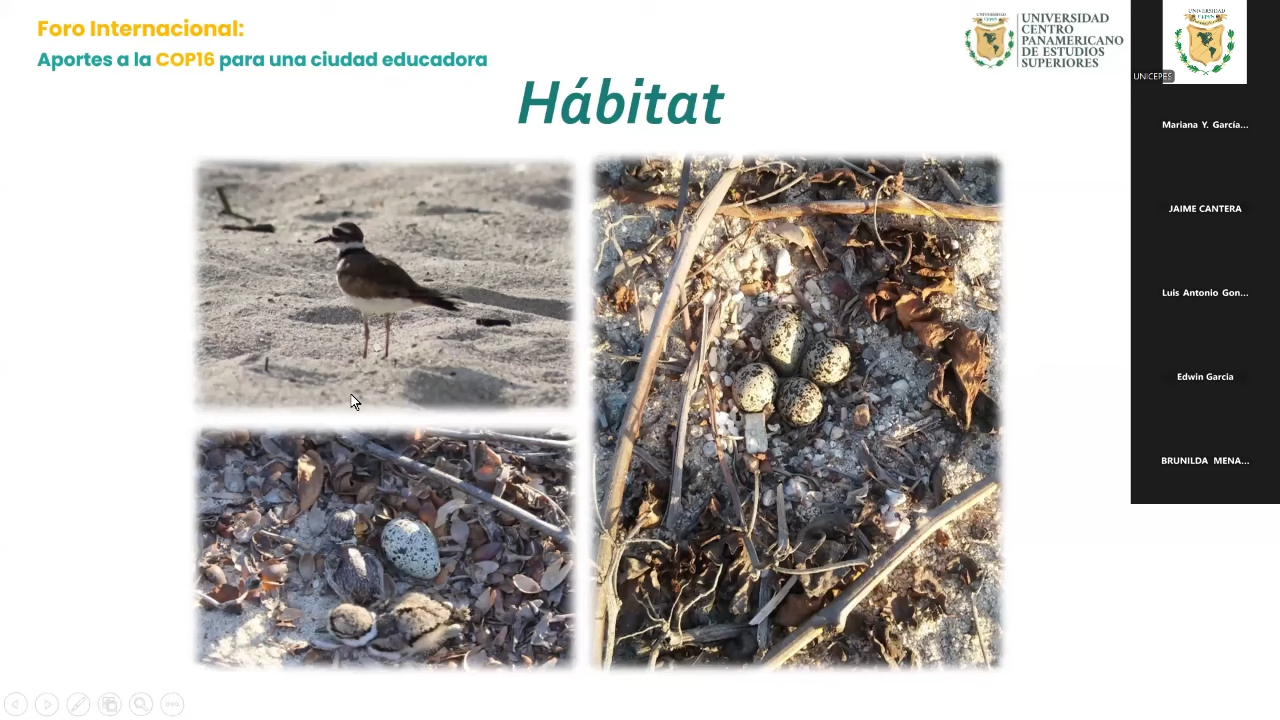 Foro Internacional:
Aportes a la COP16 para una ciudad educadora
UNIVERSIDAD
CENTRO
PANAMERICANO
DE ESTUDIOS
SUPERIORES
Hábitat
UNICEPES
Mariana Y. García...
JAIME CANTERA
Luis Antonio Gon...
Edwin Garcia
BRUNILDA MENA...